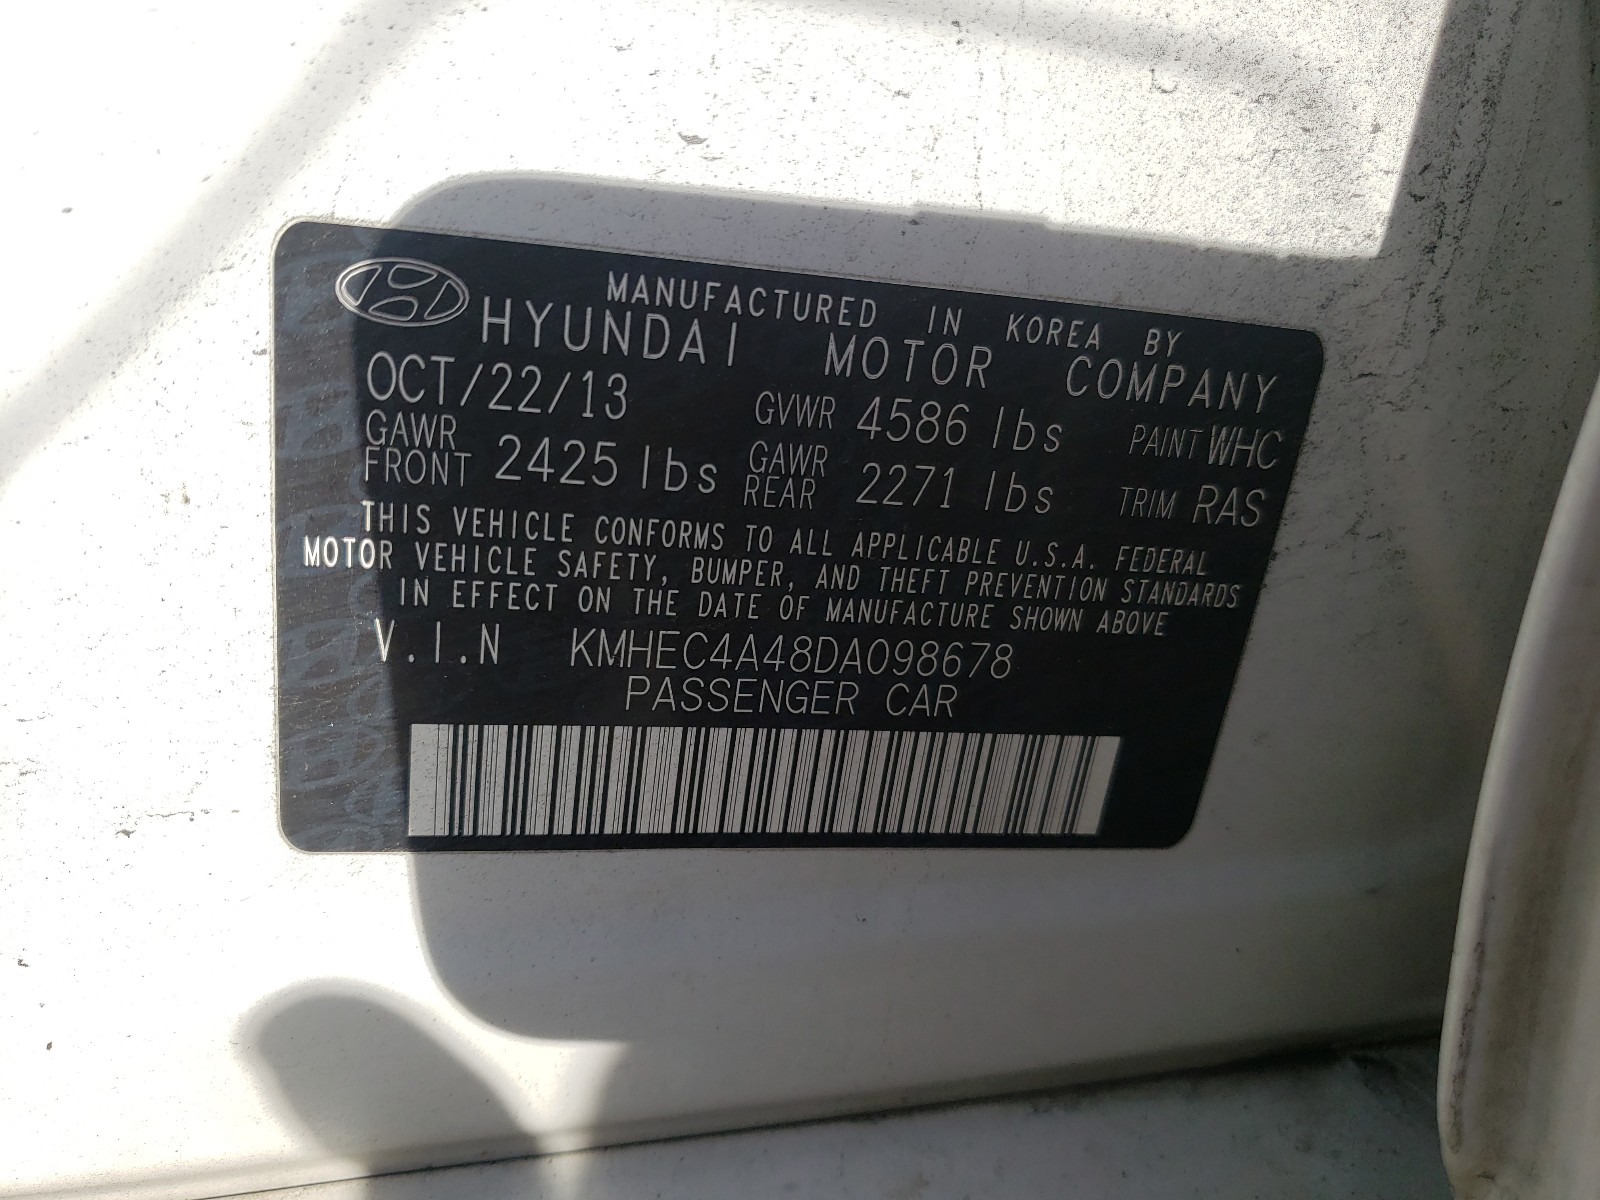 MANUFACTURED IN KOREA BY
HYUNDAI MOTOR COMPANY
OCT/22/13 GVWR 4586 lbs PAINT WHC
GAWR FRONT 2425 lbs GAWR REAR 2271 lbs TRIM RAS
THIS VEHICLE CONFORMS TO ALL APPLICABLE U.S.A. FEDERAL
MOTOR VEHICLE SAFETY, BUMPER, AND THEFT PREVENTION STANDARDS
IN EFFECT ON THE DATE OF MANUFACTURE SHOWN ABOVE
V.I.N KMHEC4A48DA098678
PASSENGER CAR